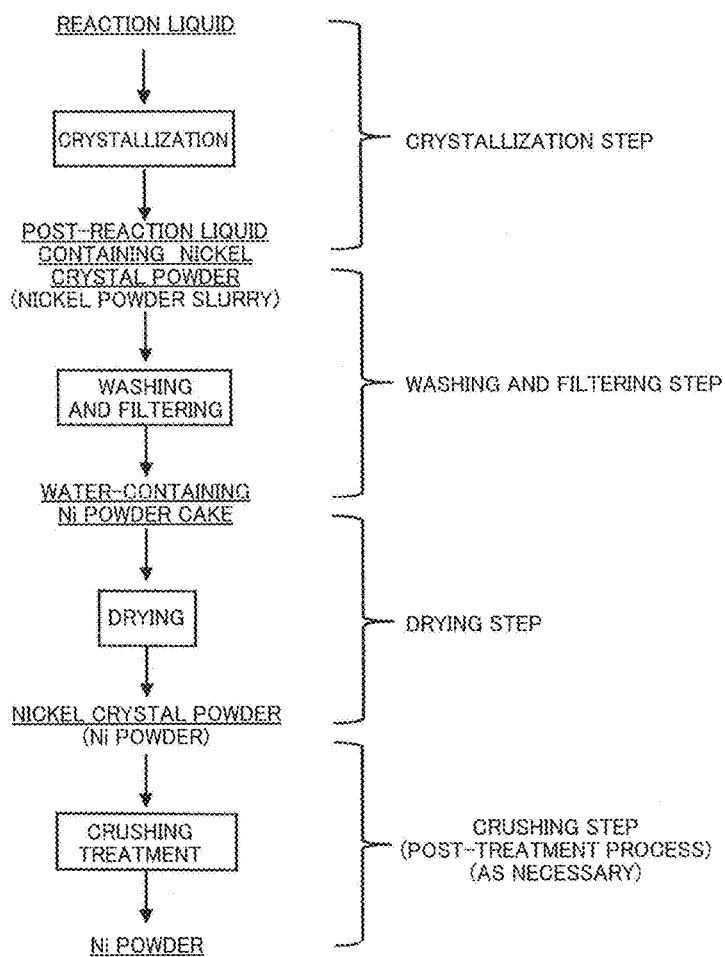 REACTION LIQUID
CRYSTALLIZATION
CRYSTALLIZATION STEP
POST-REACTION LIQUID
CONTAINING NICKEL
CRYSTAL POWDER
(NICKEL POWDER SLURRY)
WASHING
AND FILTERING
WASHING AND FILTERING STEP
WATER-CONTAINING
Ni POWDER CAKE
DRYING
DRYING STEP
NICKEL CRYSTAL POWDER
(Ni POWDER)
CRUSHING
TREATMENT
CRUSHING STEP
(POST-TREATMENT PROCESS)
(AS NECESSARY)
Ni POWDER